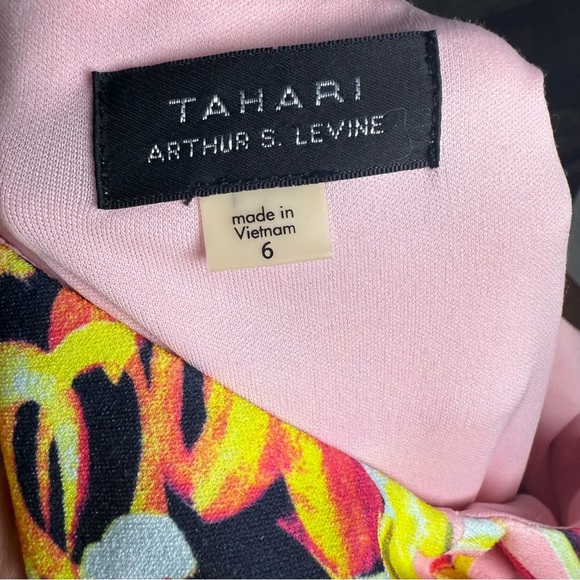 TAHARI
ARTHUR S. LEVINE
made in
Vietnam
6